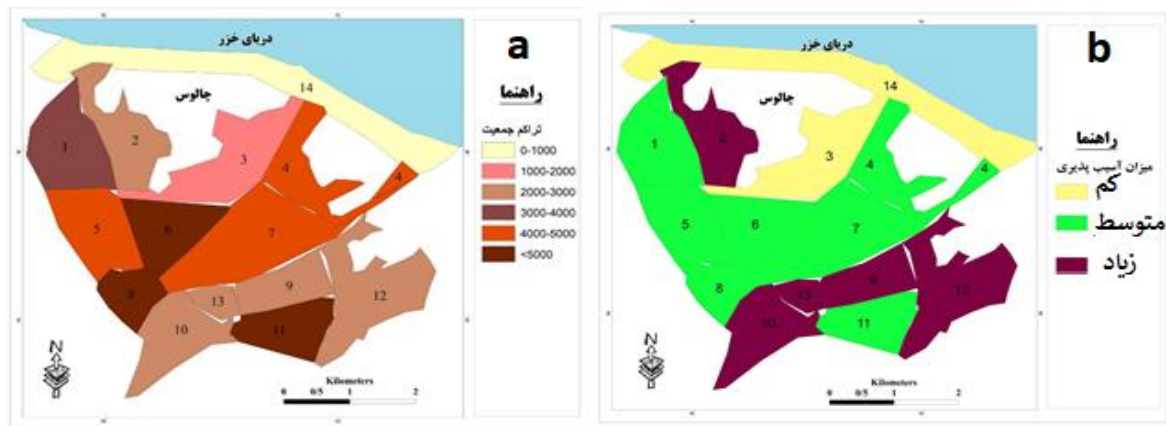 a
دریای خزر
چالوس
راهنما
تراکم جمعیت
0-1000
1000-2000
2000-3000
3000-4000
4000-5000
<5000
14
1
2
3
4
4
5
6
7
8
9
13
12
10
11
N
Kilometers
0 0/5 1 2
b
دریای خزر
چالوس
راهنما
میزان آسیب پذیری
کم
متوسط
زیاد
14
1
2
3
4
4
5
6
7
8
9
13
12
10
11
N
Kilometers
0 0/5 1 2